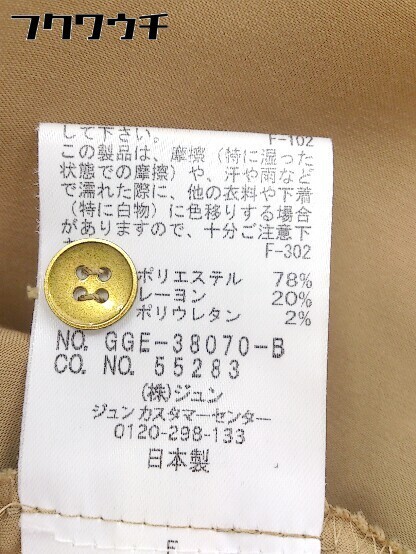 フクワウチ
して下さい。 F-102
この製品は、摩擦（特に湿った
状態での摩擦）や、汗や雨など
で濡れた際に、他の衣料や下着
（特に白物）に色移りする場合
がありますので、十分ご注意下
F-302
ポリエステル 78%
レーヨン 20%
ポリウレタン 2%
NO. GGE-38070-B
CO. NO. 55283
(株)ジュン
ジュンカスタマーセンター
0120-298-133
日本製